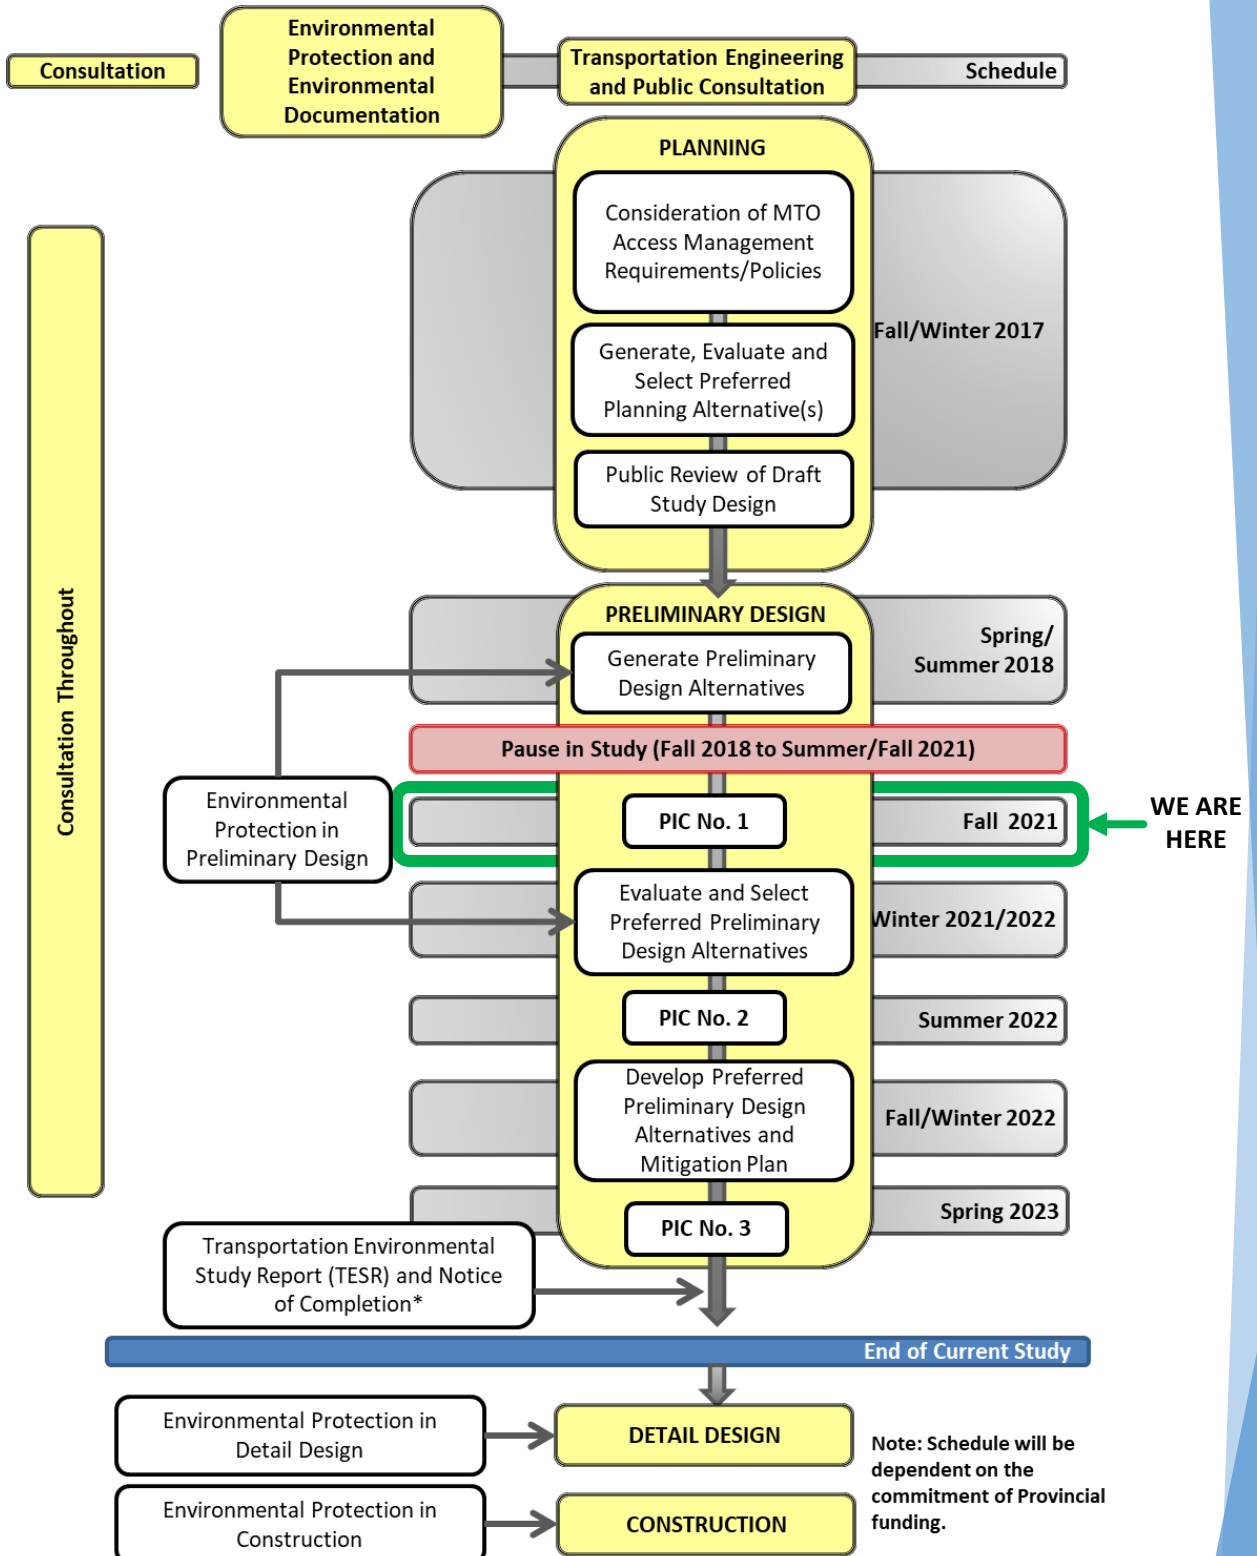 Consultation
Environmental
Protection and
Environmental
Documentation
Transportation Engineering
and Public Consultation
Schedule
PLANNING
Consideration of MTO
Access Management
Requirements/Policies
Fall/Winter 2017
Generate, Evaluate and
Select Preferred
Planning Alternative(s)
Public Review of Draft
Study Design
Consultation Throughout
PRELIMINARY DESIGN
Generate Preliminary
Design Alternatives
Spring/
Summer 2018
Pause in Study (Fall 2018 to Summer/Fall 2021)
Environmental
Protection in
Preliminary Design
PIC No. 1
Fall 2021
WE ARE
HERE
Evaluate and Select
Preferred Preliminary
Design Alternatives
Winter 2021/2022
PIC No. 2
Summer 2022
Develop Preferred
Preliminary Design
Alternatives and
Mitigation Plan
Fall/Winter 2022
PIC No. 3
Spring 2023
Transportation Environmental
Study Report (TESR) and Notice
of Completion*
End of Current Study
Environmental Protection in
Detail Design
DETAIL DESIGN
Note: Schedule will be
dependent on the
commitment of Provincial
funding.
Environmental Protection in
Construction
CONSTRUCTION